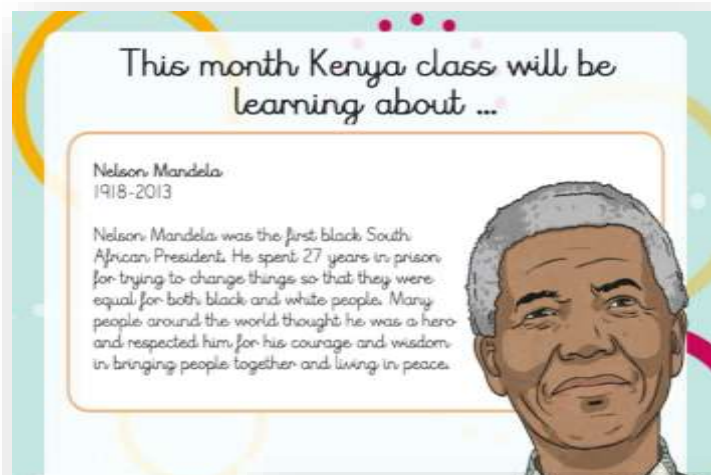 This month Kenya class will be
learning about ...
Nelson Mandela
1918-2013
Nelson Mandela was the first black South
African President. He spent 27 years in prison
for trying to change things so that they were
equal for both black and white people. Many
people around the world thought he was a hero
and respected him for his courage and wisdom
in bringing people together and living in peace.